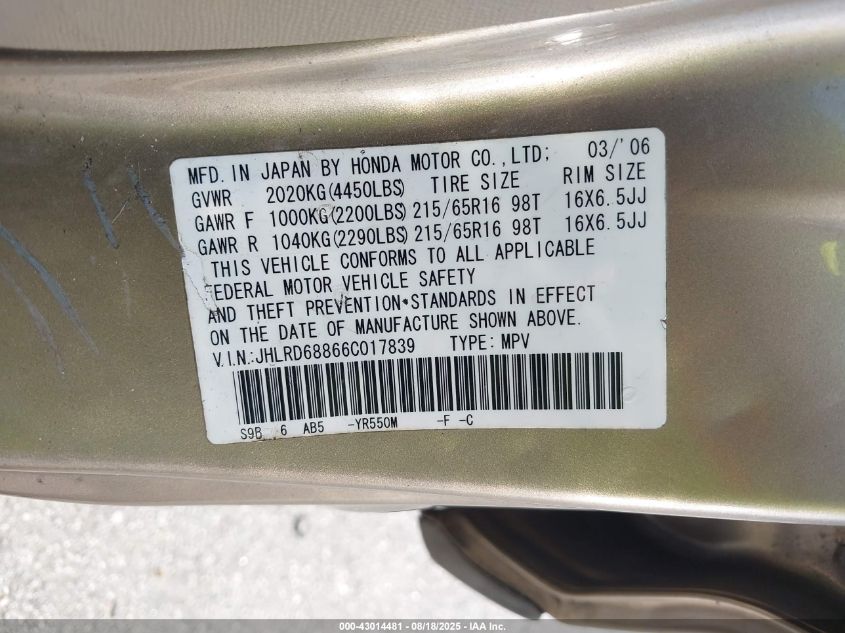 MFD. IN JAPAN BY HONDA MOTOR CO.,LTD; 03/'06
GVWR 2020KG(4450LBS) TIRE SIZE RIM SIZE
GAWR F 1000KG(2200LBS) 215/65R16 98T 16X6.5JJ
GAWR R 1040KG(2290LBS) 215/65R16 98T 16X6.5JJ
THIS VEHICLE CONFORMS TO ALL APPLICABLE
FEDERAL MOTOR VEHICLE SAFETY
AND THEFT PREVENTION STANDARDS IN EFFECT
ON THE DATE OF MANUFACTURE SHOWN ABOVE.
V.I.N.:JHLRD68866C017839 TYPE: MPV
S9B 6 AB5 -YR550M -F -C
000-43014481 - 08/18/2025 - IAA Inc.